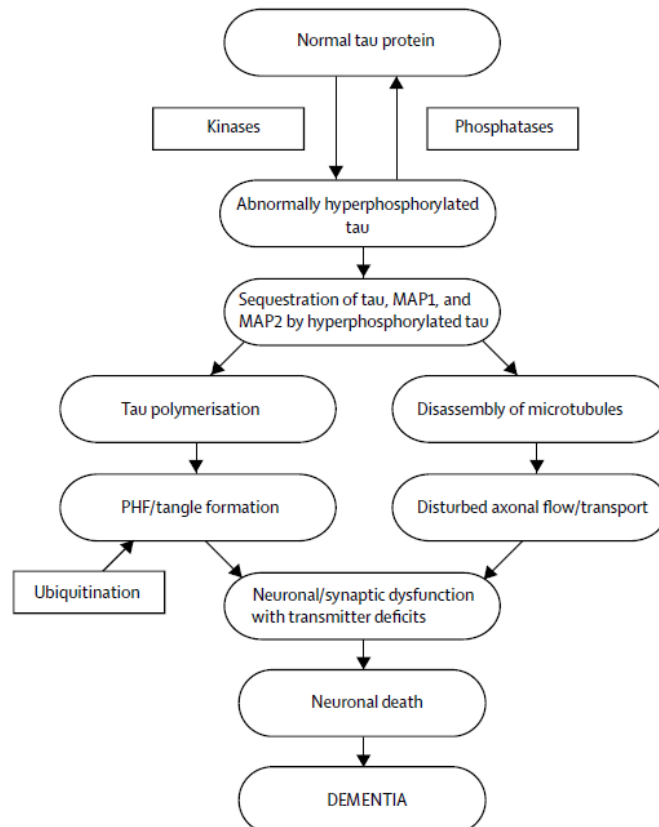 Normal tau protein
Kinases
Phosphatases
Abnormally hyperphosphorylated
tau
Sequestration of tau, MAP1, and
MAP2 by hyperphosphorylated tau
Tau polymerisation
Disassembly of microtubules
PHF/tangle formation
Disturbed axonal flow/transport
Ubiquitination
Neuronal/synaptic dysfunction
with transmitter deficits
Neuronal death
DEMENTIA